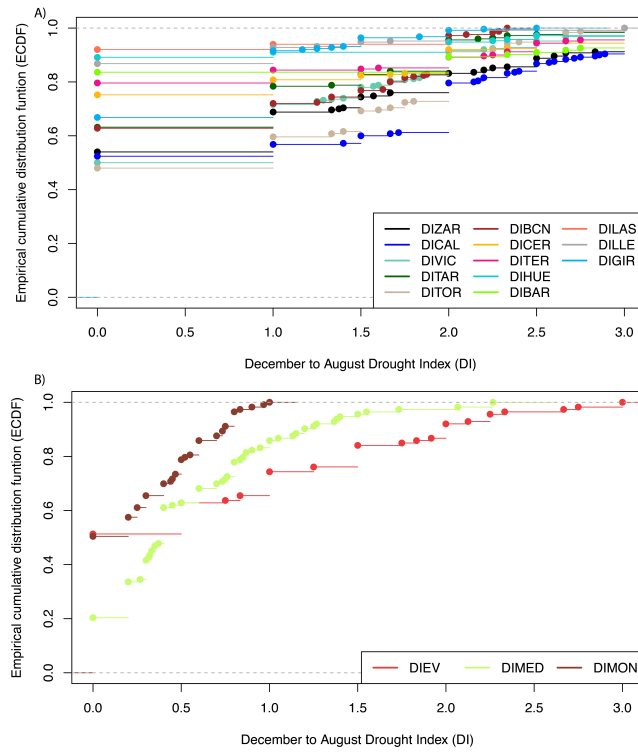 A)
Empirical cumulative distribution funtion (ECDF)
1.0
0.8
0.6
0.4
0.2
0.0
DIZAR DIBCN DILAS
DICAL DICER DILLE
DIVIC DITER DIGIR
DITAR DIHUE
DITOR DIBAR
0.0 0.5 1.0 1.5 2.0 2.5 3.0
December to August Drought Index (DI)
B)
Empirical cumulative distribution funtion (ECDF)
1.0
0.8
0.6
0.4
0.2
0.0
DIEV DIMED DIMON
0.0 0.5 1.0 1.5 2.0 2.5 3.0
December to August Drought Index (DI)